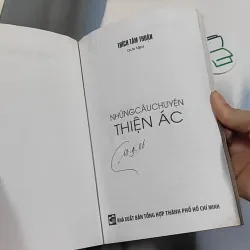 THÍCH TÂM THUẬN
NHỮNG CÂU CHUYỆN
THIỆN ÁC
NHÀ XUẤT BẢN TỔNG HỢP THÀNH PHỐ HỒ CHÍ MINH